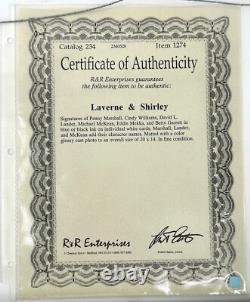 Catalog 234 2340528 Item 1274
Certificate of Authenticity
R&R Enterprises guarantees
the following item to be authentic:
Laverne & Shirley
Signatures of Penny Marshall, Cindy Williams, David L.
Lander, Michael McKean, Eddie Mekka, and Betty Garrett in
blue or black ink on individual white cards, Marshall, Lander,
and McKean add their character names. Matted with a color
glossy cast photo to an overall size of 20 x 14. In fine condition.
R&R Enterprises